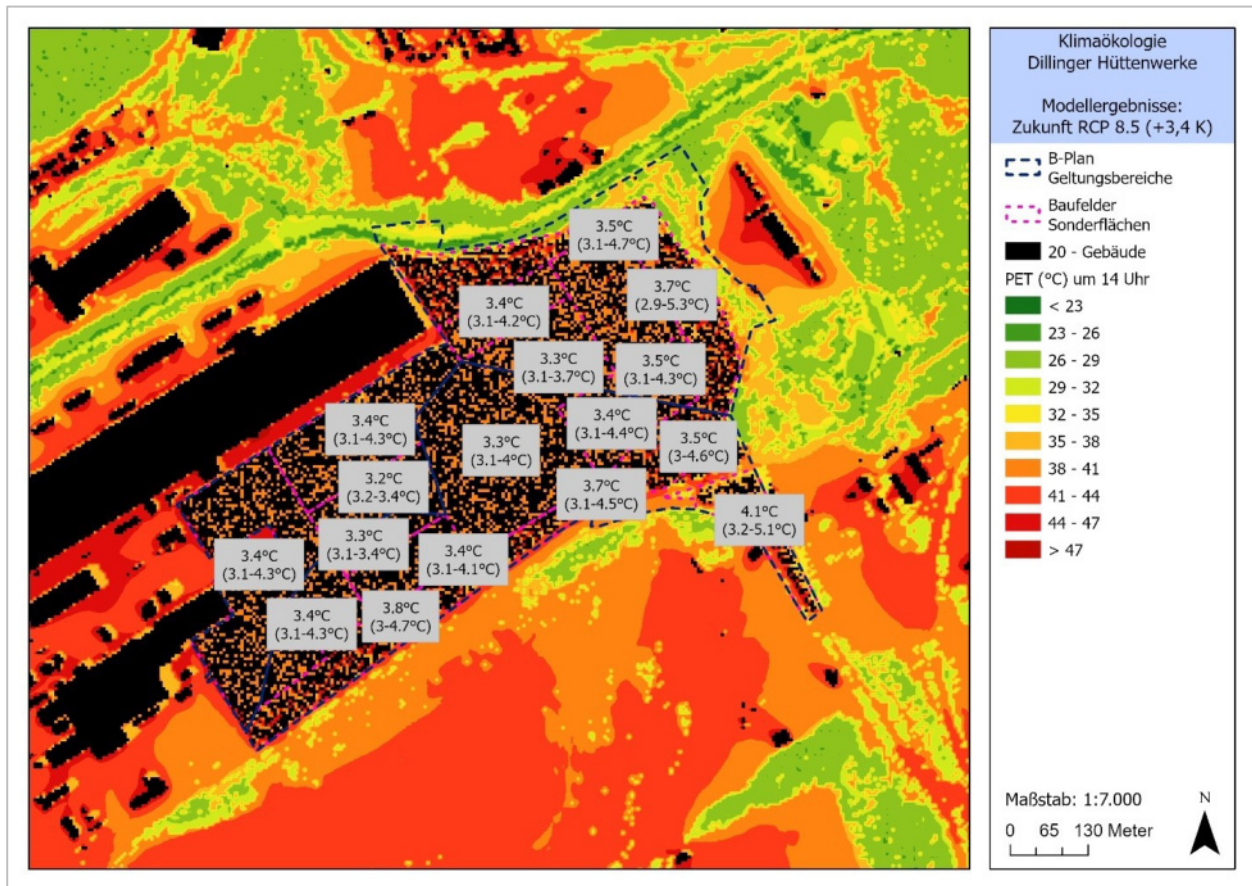 3.5°C
(3.1-4.7°C)
3.7°C
(2.9-5.3°C)
3.4°C
(3.1-4.2°C)
3.3°C
(3.1-3.7°C)
3.5°C
(3.1-4.3°C)
3.4°C
(3.1-4.3°C)
3.4°C
(3.1-4.4°C)
3.3°C
(3.1-4°C)
3.5°C
(3-4.6°C)
3.2°C
(3.2-3.4°C)
3.7°C
(3.1-4.5°C)
4.1°C
(3.2-5.1°C)
3.3°C
(3.1-3.4°C)
3.4°C
(3.1-4.1°C)
3.4°C
(3.1-4.3°C)
3.8°C
(3-4.7°C)
3.4°C
(3.1-4.3°C)
Klimaökologie
Dillinger Hüttenwerke
Modellergebnisse:
Zukunft RCP 8.5 (+3,4 K)
B-Plan
Geltungsbereiche
Baufelder
Sonderflächen
20 - Gebäude
PET (°C) um 14 Uhr
< 23
23 - 26
26 - 29
29 - 32
32 - 35
35 - 38
38 - 41
41 - 44
44 - 47
> 47
Maßstab: 1:7.000
N
0 65 130 Meter